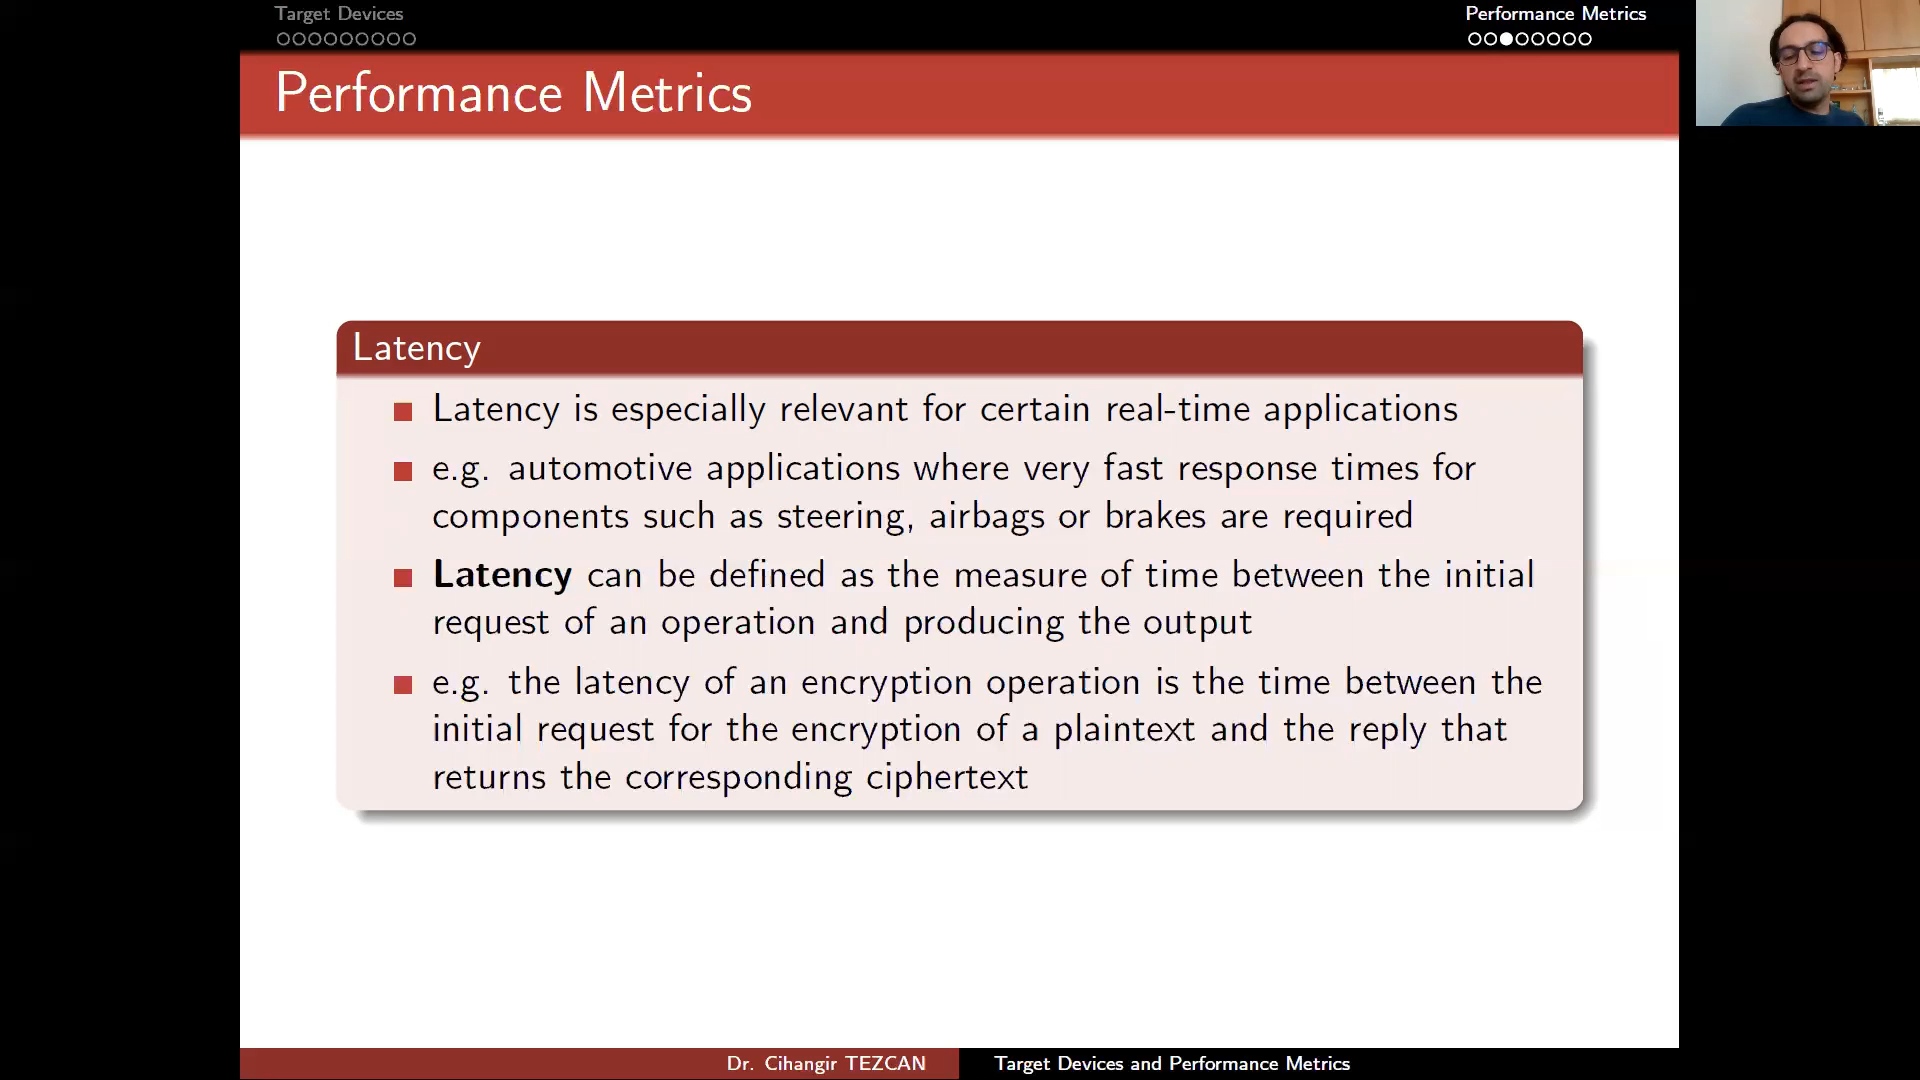 Target Devices
Performance Metrics
Performance Metrics
Latency
Latency is especially relevant for certain real-time applications
e.g. automotive applications where very fast response times for
components such as steering, airbags or brakes are required
Latency can be defined as the measure of time between the initial
request of an operation and producing the output
e.g. the latency of an encryption operation is the time between the
initial request for the encryption of a plaintext and the reply that
returns the corresponding ciphertext
Dr. Cihangir TEZCAN
Target Devices and Performance Metrics